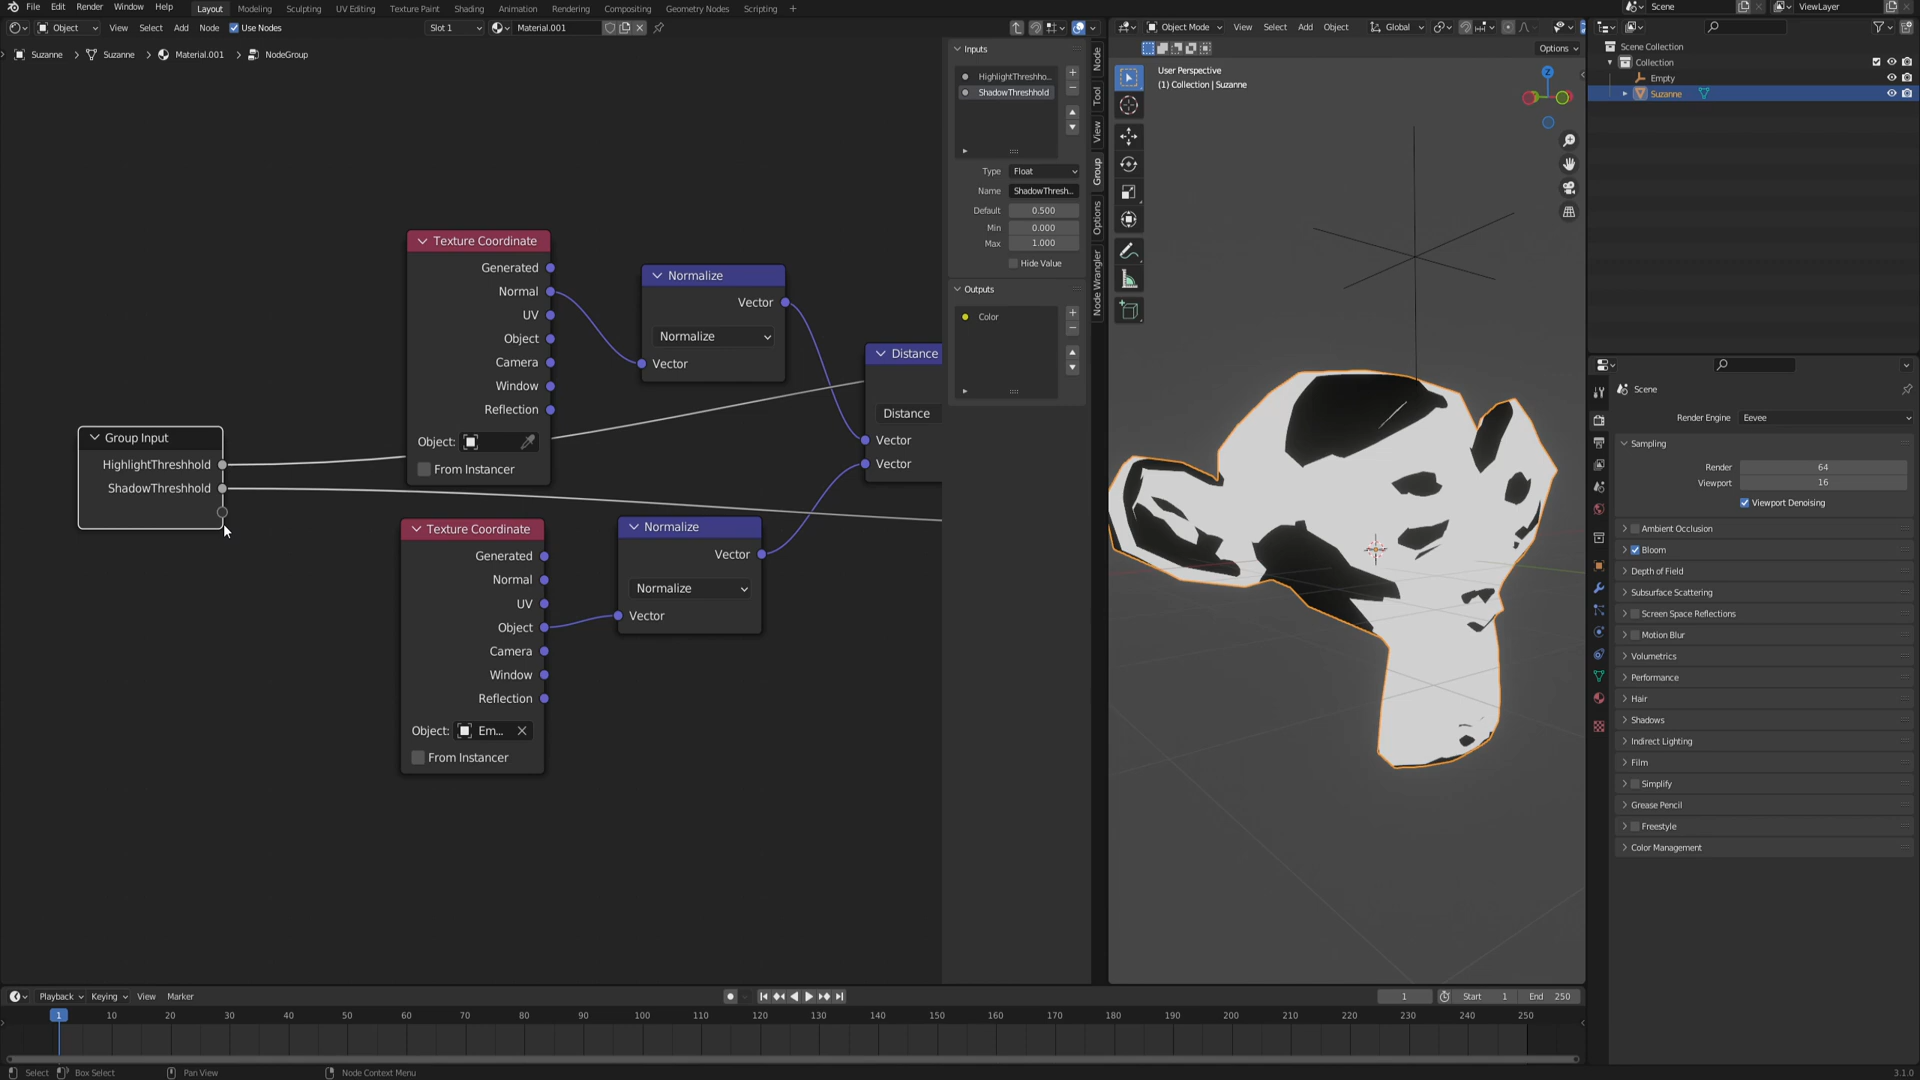 File Edit Render Window Help Layout Modeling Sculpting UV Editing Texture Paint Shading Animation Rendering Compositing Geometry Nodes Scripting + Scene ViewLayer
Object View Select Add Node Use Nodes Slot 1 Material.001
Object Mode View Select Add Object Global
Options
Suzanne > Suzanne > Material.001 > NodeGroup
Group Input
HighlightThreshhold
ShadowThreshhold
Texture Coordinate
Generated
Normal
UV
Object
Camera
Window
Reflection
Object:
From Instancer
Normalize
Vector
Normalize
Vector
Texture Coordinate
Generated
Normal
UV
Object
Camera
Window
Reflection
Object: Em...
From Instancer
Normalize
Vector
Normalize
Vector
Distance
Distance
Vector
Vector
Inputs
HighlightThreshho...
ShadowThreshhold
Type Float
Name ShadowThresh...
Default 0.500
Min 0.000
Max 1.000
Hide Value
Outputs
Color
Node
Tool
View
Group
Options
Node Wrangler
User Perspective
(1) Collection | Suzanne
Z
Scene Collection
Collection
Empty
Suzanne
Scene
Render Engine Eevee
Sampling
Render 64
Viewport 16
Viewport Denoising
Ambient Occlusion
Bloom
Depth of Field
Subsurface Scattering
Screen Space Reflections
Motion Blur
Volumetrics
Performance
Hair
Shadows
Indirect Lighting
Film
Simplify
Grease Pencil
Freestyle
Color Management
Playback Keying View Marker 1 Start 1 End 250
1 10 20 30 40 50 60 70 80 90 100 110 120 130 140 150 160 170 180 190 200 210 220 230 240 250
Select Box Select Pan View Node Context Menu 3.1.0